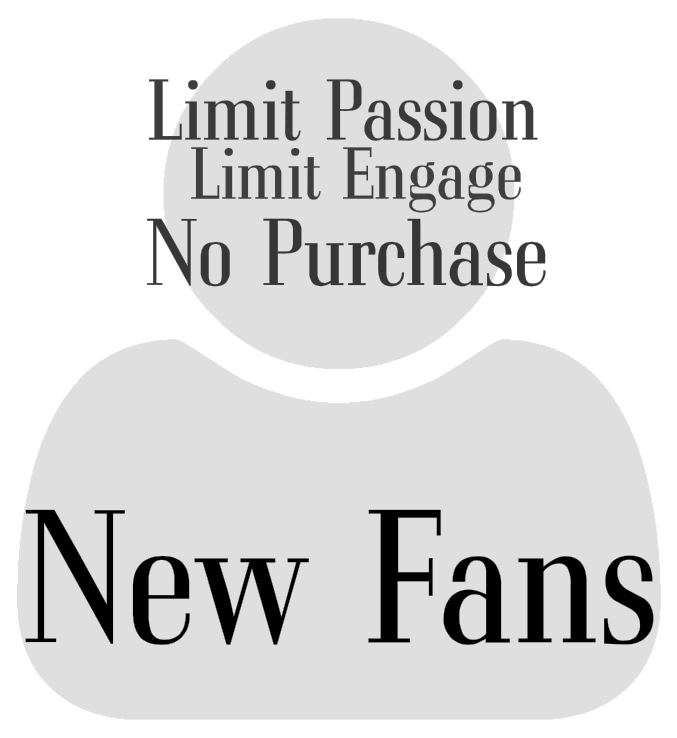 Limit Passion
Limit Engage
No Purchase
New Fans